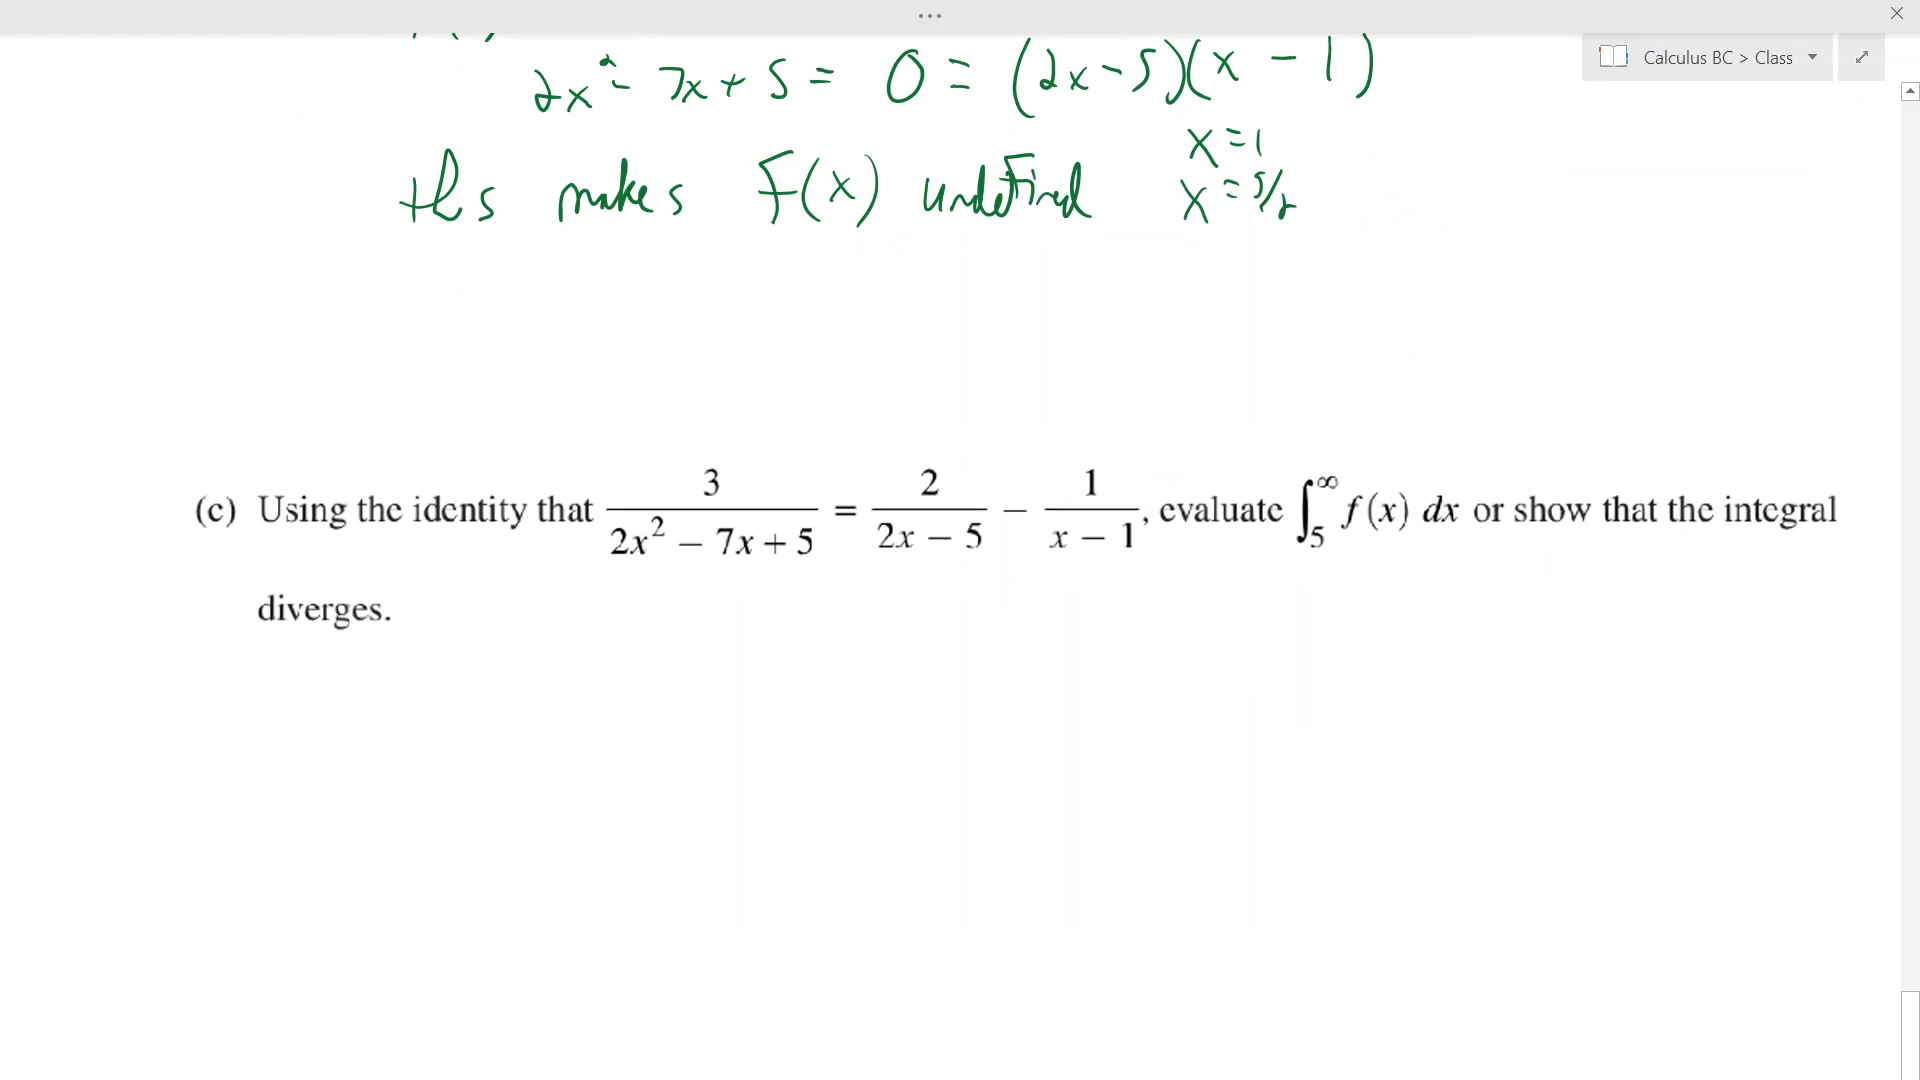 ...
Calculus BC > Class
2x² - 7x + 5 = 0 = (2x-5)(x - 1)
x = 1
this makes f(x) undefined x = 5/2
(c) Using the identity that 3/(2x² − 7x + 5) = 2/(2x − 5) − 1/(x − 1), evaluate ∫₅^∞ f(x) dx or show that the integral
diverges.